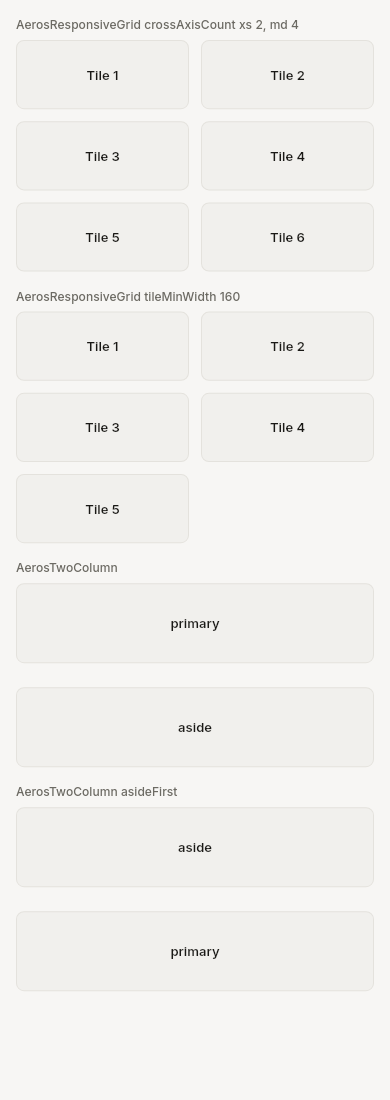 AerosResponsiveGrid crossAxisCount xs 2, md 4
Tile 1
Tile 2
Tile 3
Tile 4
Tile 5
Tile 6
AerosResponsiveGrid tileMinWidth 160
Tile 1
Tile 2
Tile 3
Tile 4
Tile 5
AerosTwoColumn
primary
aside
AerosTwoColumn asideFirst
aside
primary